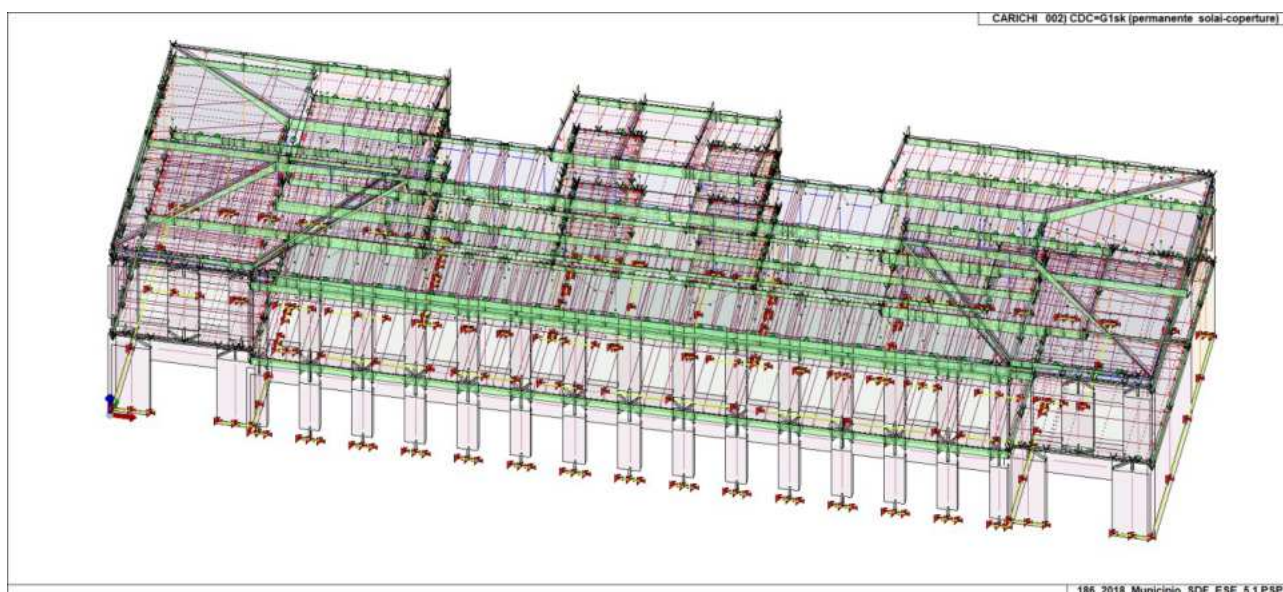 CARICHI 002) CDC=G1sk (permanente solai-coperture)
186_2018_Municipio_SDF_ESE_5.1.PSP